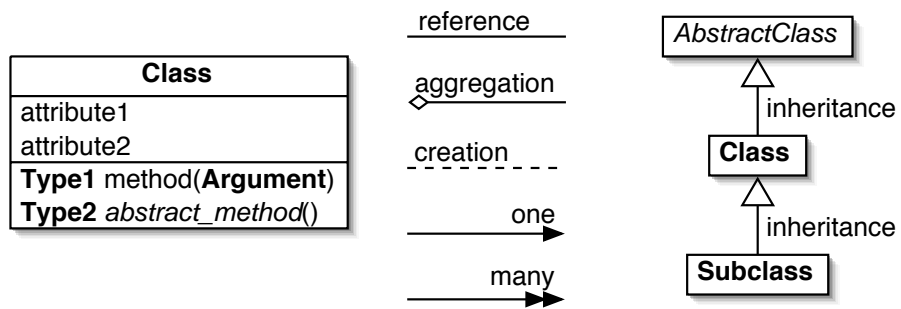 Class
attribute1
attribute2
Type1 method(Argument)
Type2 abstract_method()
reference
aggregation
creation
one
many
AbstractClass
inheritance
Class
inheritance
Subclass